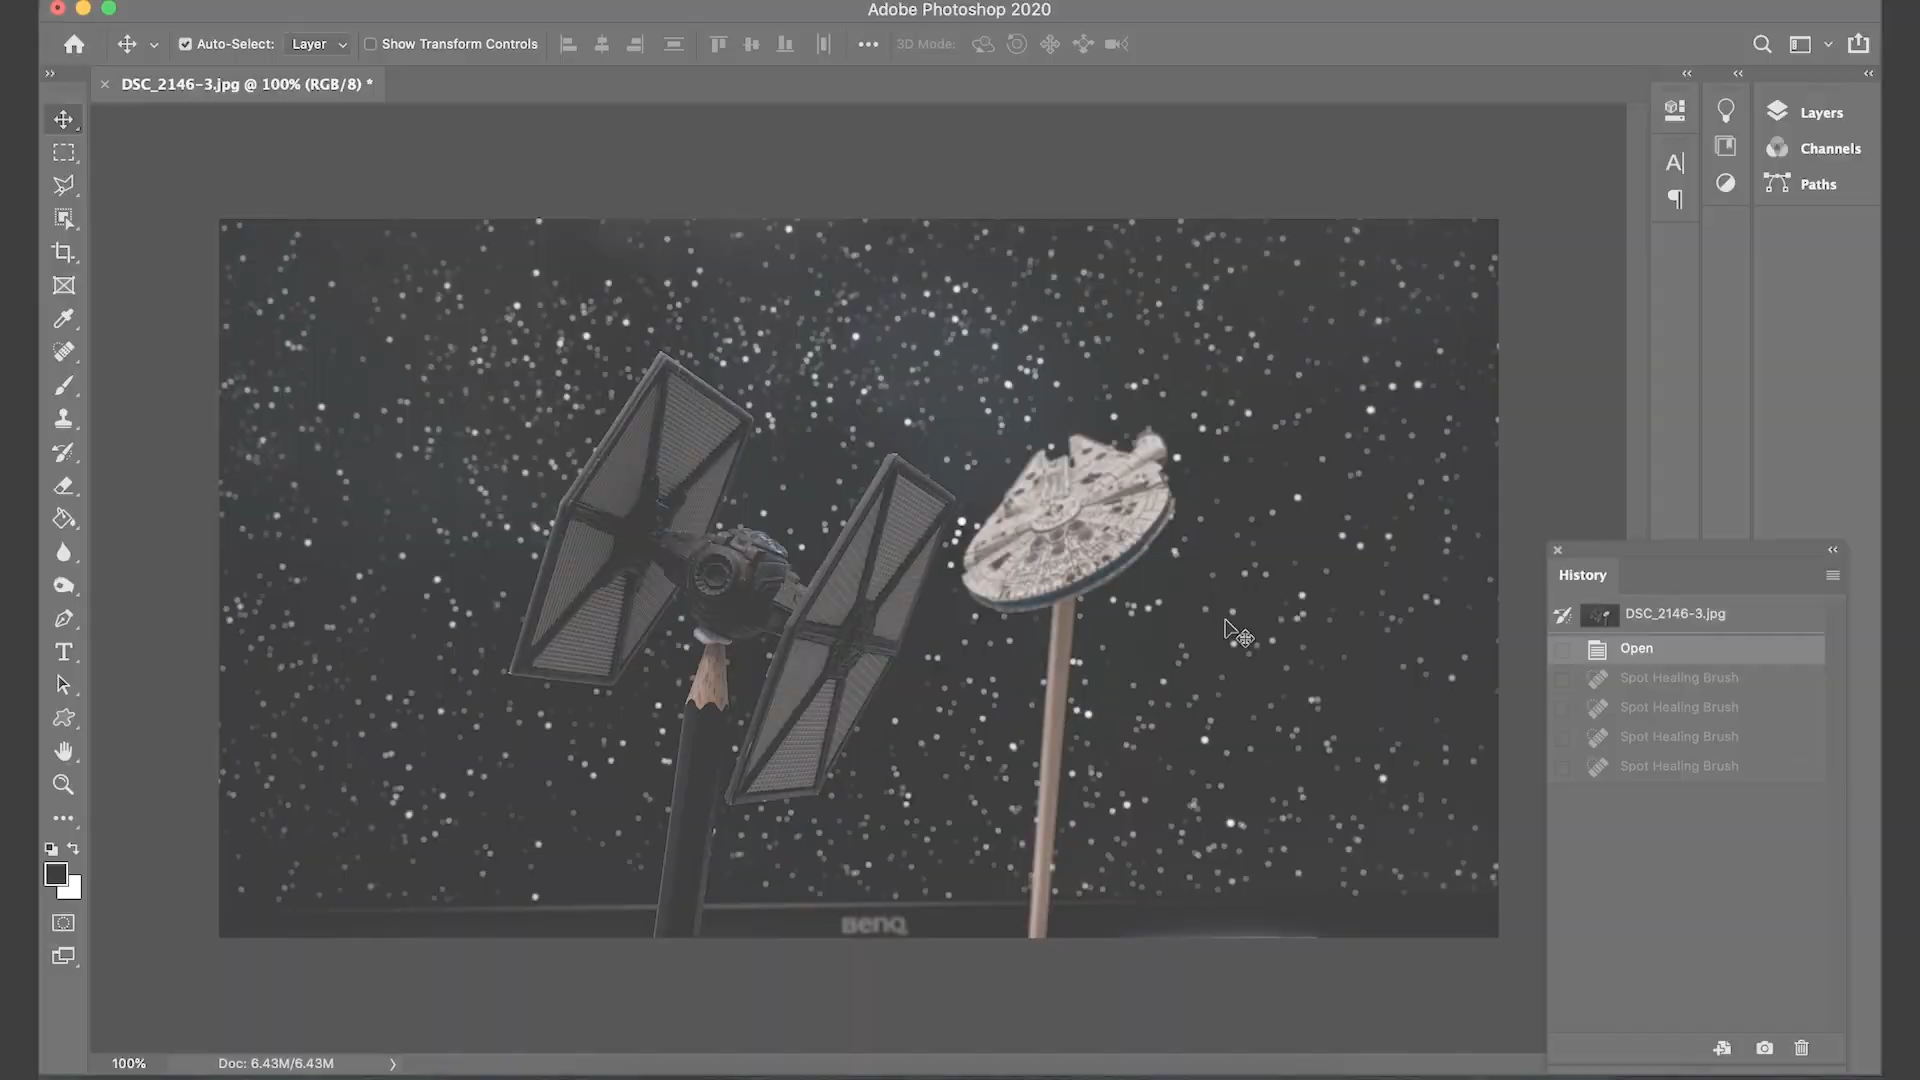 Adobe Photoshop 2020
Auto-Select: Layer Show Transform Controls 3D Mode:
DSC_2146-3.jpg @ 100% (RGB/8) *
Layers
Channels
Paths
History
DSC_2146-3.jpg
Open
Spot Healing Brush
Spot Healing Brush
Spot Healing Brush
Spot Healing Brush
BenQ
100% Doc: 6.43M/6.43M